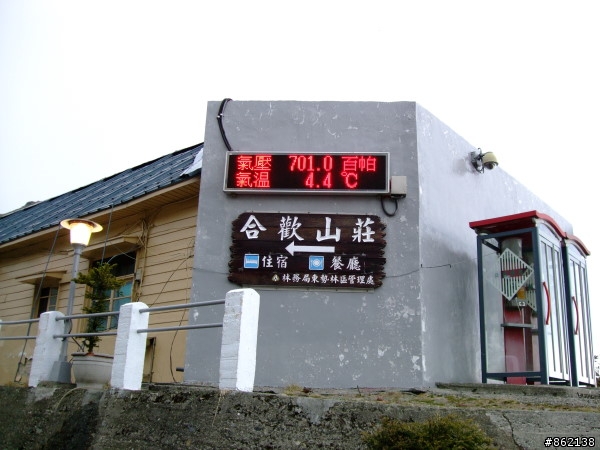 氣壓 701.0 百帕
氣温 4.4 ℃
合歡山莊
住宿 餐廳
林務局東勢林區管理處
#862138